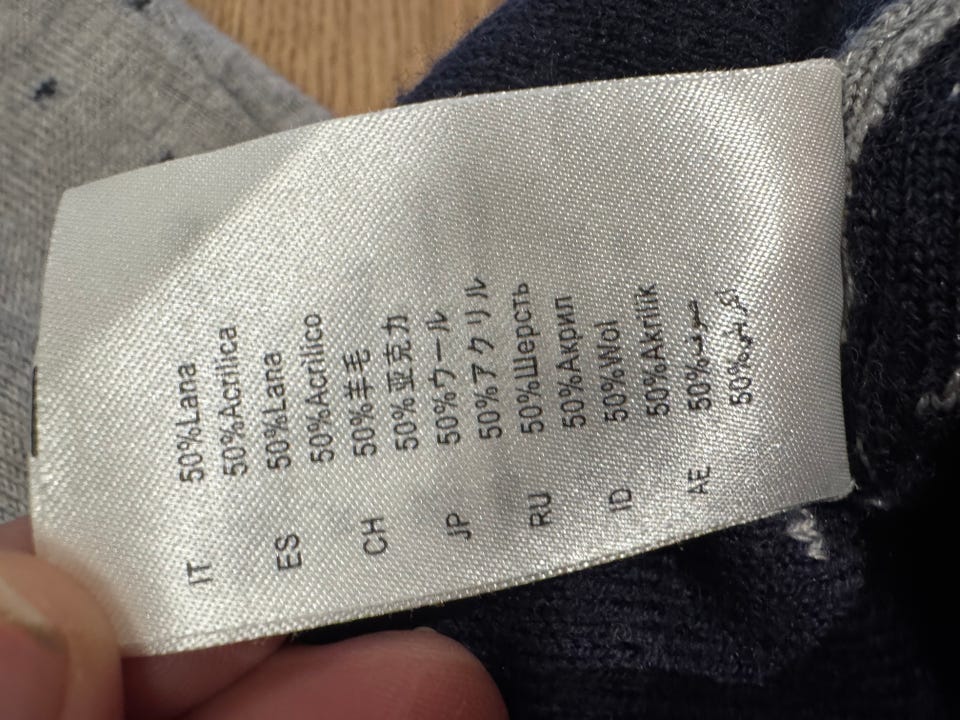 IT 50%Lana
50%Acrilica
ES 50%Lana
50%Acrilico
CH 50%羊毛
50%亚克力
JP 50%ウール
50%アクリル
RU 50%Шерсть
50%Акрил
ID 50%Wol
50%Akrilik
AE 50%صوف
50%